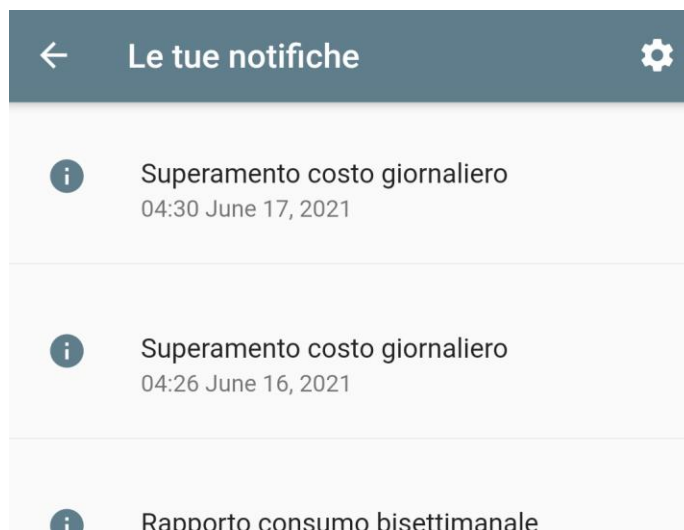 Le tue notifiche
Superamento costo giornaliero
04:30 June 17, 2021
Superamento costo giornaliero
04:26 June 16, 2021
Rapporto consumo bisettimanale